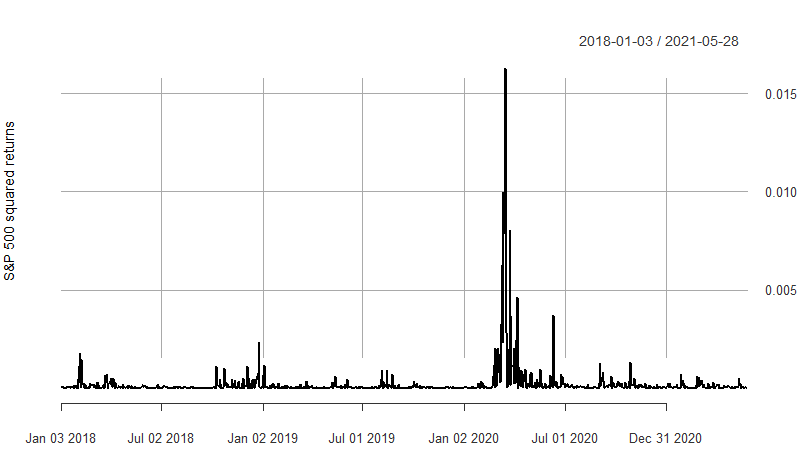 2018-01-03 / 2021-05-28
S&P 500 squared returns
0.015
0.010
0.005
Jan 03 2018
Jul 02 2018
Jan 02 2019
Jul 01 2019
Jan 02 2020
Jul 01 2020
Dec 31 2020